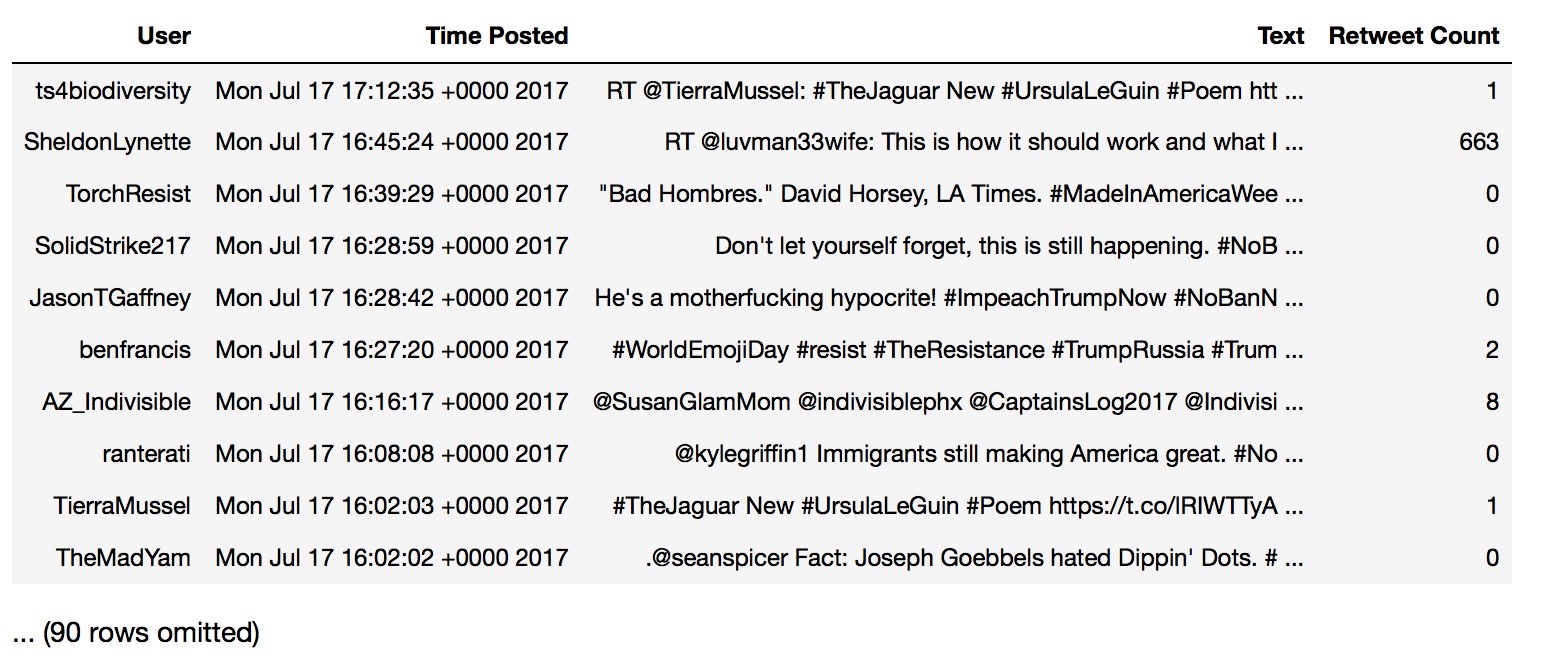 User Time Posted Text Retweet Count
ts4biodiversity Mon Jul 17 17:12:35 +0000 2017 RT @TierraMussel: #TheJaguar New #UrsulaLeGuin #Poem htt ... 1
SheldonLynette Mon Jul 17 16:45:24 +0000 2017 RT @luvman33wife: This is how it should work and what I ... 663
TorchResist Mon Jul 17 16:39:29 +0000 2017 "Bad Hombres." David Horsey, LA Times. #MadeInAmericaWee ... 0
SolidStrike217 Mon Jul 17 16:28:59 +0000 2017 Don't let yourself forget, this is still happening. #NoB ... 0
JasonTGaffney Mon Jul 17 16:28:42 +0000 2017 He's a motherfucking hypocrite! #ImpeachTrumpNow #NoBanN ... 0
benfrancis Mon Jul 17 16:27:20 +0000 2017 #WorldEmojiDay #resist #TheResistance #TrumpRussia #Trum ... 2
AZ_Indivisible Mon Jul 17 16:16:17 +0000 2017 @SusanGlamMom @indivisiblephx @CaptainsLog2017 @Indivisi ... 8
ranterati Mon Jul 17 16:08:08 +0000 2017 @kylegriffin1 Immigrants still making America great. #No ... 0
TierraMussel Mon Jul 17 16:02:03 +0000 2017 #TheJaguar New #UrsulaLeGuin #Poem https://t.co/lRIWTTyA ... 1
TheMadYam Mon Jul 17 16:02:02 +0000 2017 .@seanspicer Fact: Joseph Goebbels hated Dippin' Dots. # ... 0
... (90 rows omitted)